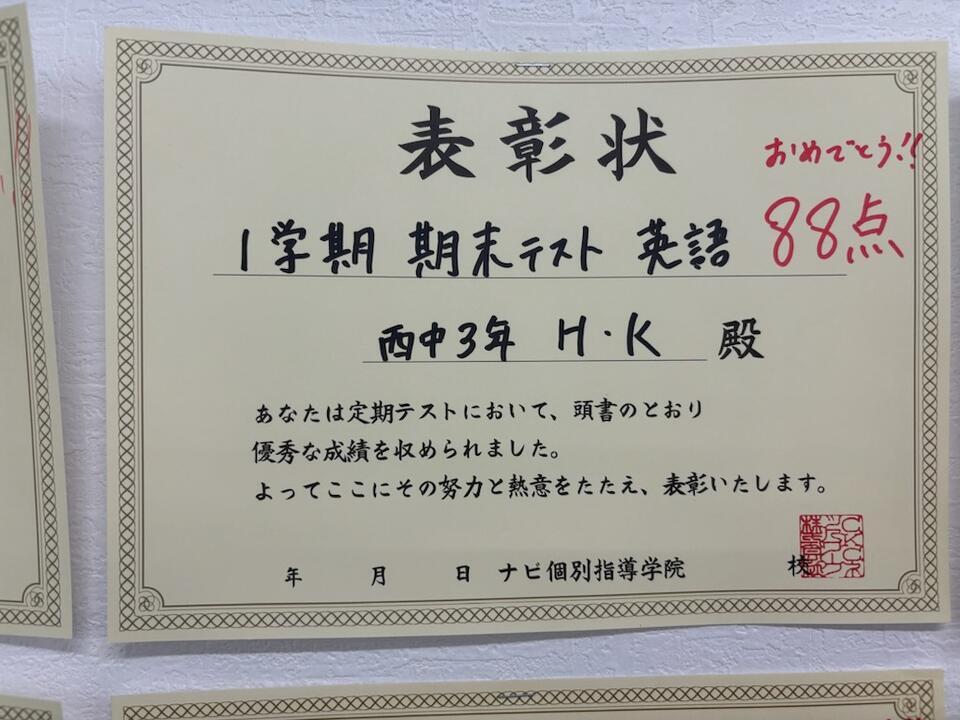 表彰状
おめでとう!!
1学期 期末テスト 英語 88点
西中3年 H・K 殿
あなたは定期テストにおいて、頭書のとおり
優秀な成績を収められました。
よってここにその努力と熱意をたたえ、表彰いたします。
年 月 日 ナビ個別指導学院 校